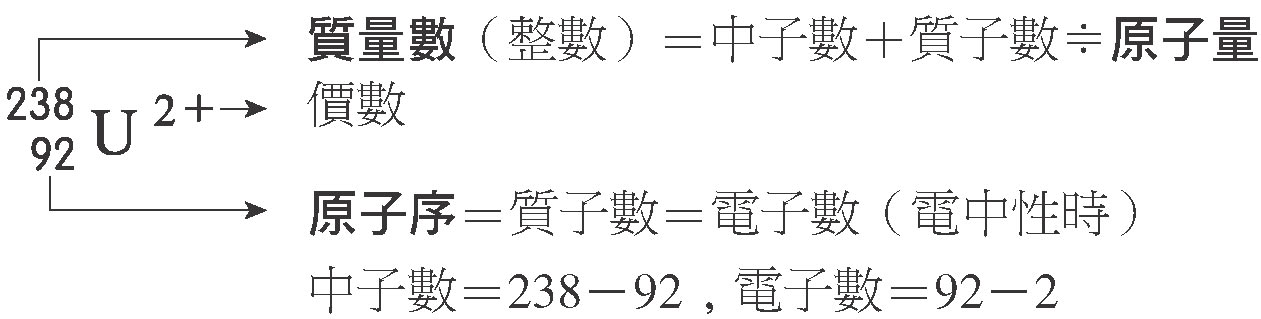 質量數（整數）＝中子數＋質子數≑原子量
238
92 U 2+ 價數
原子序＝質子數＝電子數（電中性時）
中子數＝238－92，電子數＝92－2